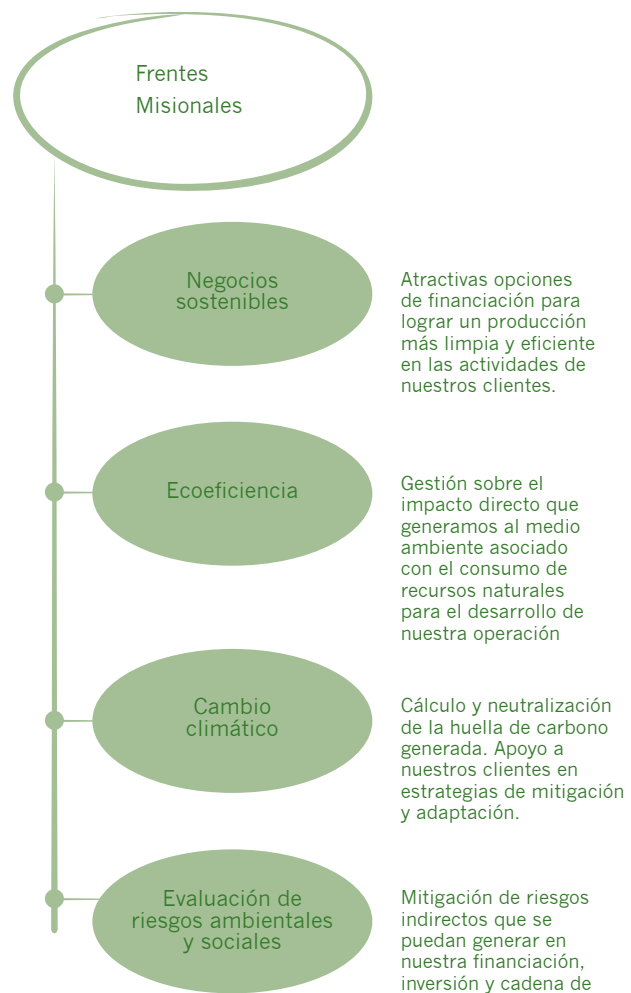 Frentes
Misionales
Negocios
sostenibles
Atractivas opciones
de financiación para
lograr un producción
más limpia y eficiente
en las actividades de
nuestros clientes.
Ecoeficiencia
Gestión sobre el
impacto directo que
generamos al medio
ambiente asociado
con el consumo de
recursos naturales
para el desarrollo de
nuestra operación
Cambio
climático
Cálculo y neutralización
de la huella de carbono
generada. Apoyo a
nuestros clientes en
estrategias de mitigación
y adaptación.
Evaluación de
riesgos ambientales
y sociales
Mitigación de riesgos
indirectos que se
puedan generar en
nuestra financiación,
inversión y cadena de